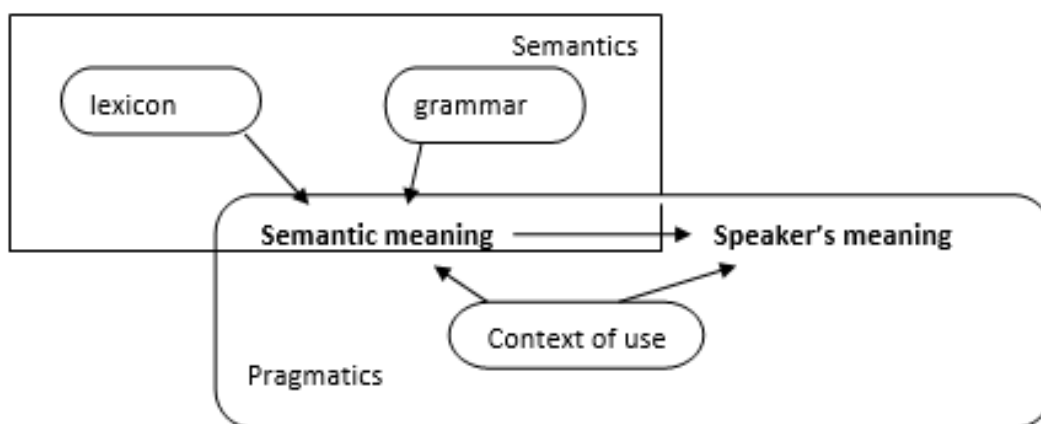 Semantics
lexicon
grammar
Semantic meaning
Speaker's meaning
Context of use
Pragmatics